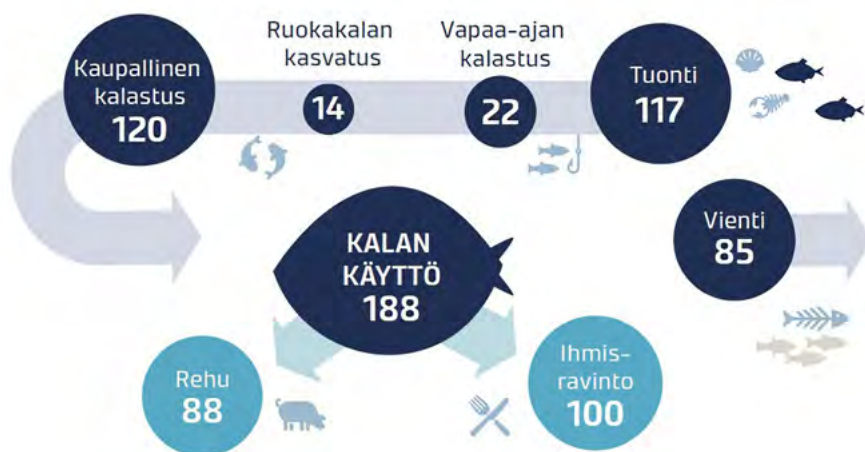 Kaupallinen
kalastus
120
Ruokakalan
kasvatus
14
Vapaa-ajan
kalastus
22
Tuonti
117
Vienti
85
KALAN
KÄYTTÖ
188
Rehu
88
Ihmis-
ravinto
100